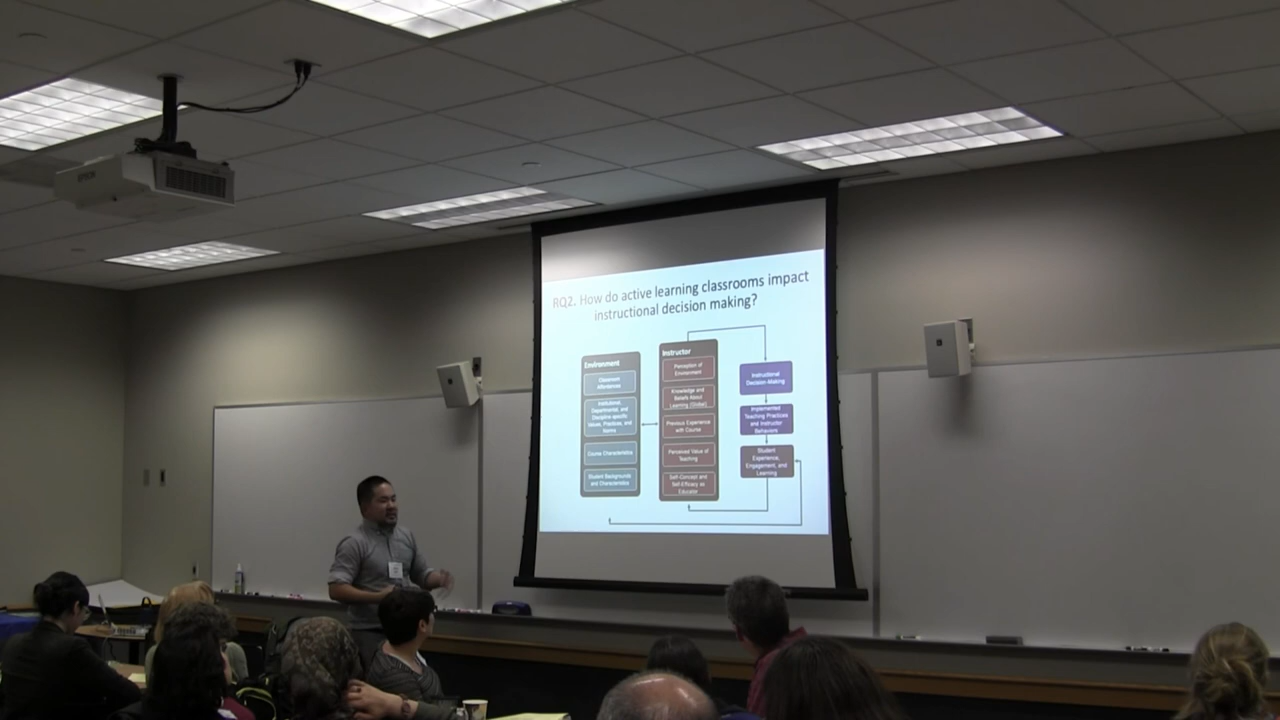 EPSON
RQ2. How do active learning classrooms impact
instructional decision making?
Environment
Classroom
Affordances
Institutional,
Departmental, and
Discipline specific
Values, Practices, and
Norms
Course Characteristics
Student Backgrounds
and Characteristics
Instructor
Perception of
Environment
Knowledge and
Beliefs About
Learning (Global)
Previous Experience
with Course
Perceived Value of
Teaching
Self-Concept and
Self-Efficacy as
Educator
Instructional
Decision-Making
Implemented
Teaching Practices
and Instructor
Behaviors
Student
Experience,
Engagement, and
Learning